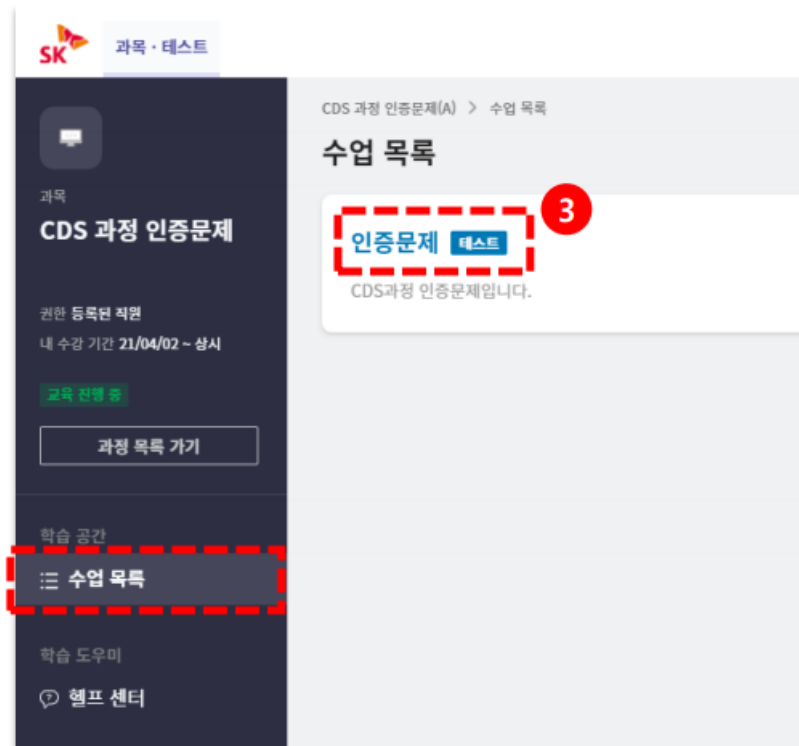 SK
과목 · 테스트
과목
CDS 과정 인증문제
권한 등록된 직원
내 수강 기간 21/04/02 ~ 상시
교육 진행 중
과정 목록 가기
학습 공간
수업 목록
학습 도우미
헬프 센터
CDS 과정 인증문제(A) > 수업 목록
수업 목록
3
인증문제 테스트
CDS과정 인증문제입니다.